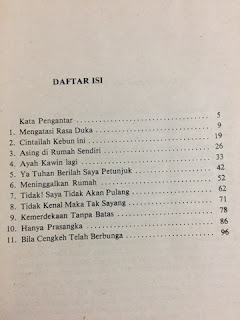 DAFTAR ISI
Kata Pengantar 5
1. Mengatasi Rasa Duka 9
2. Cintailah Kebun ini 19
3. Asing di Rumah Sendiri 26
4. Ayah Kawin lagi 33
5. Ya Tuhan Berilah Saya Petunjuk 42
6. Meninggalkan Rumah 52
7. Tidak! Saya Tidak Akan Pulang 62
8. Tidak Kenal Maka Tak Sayang 71
9. Kemerdekaan Tanpa Batas 78
10. Hanya Prasangka 86
11. Bila Cengkeh Telah Berbunga 96